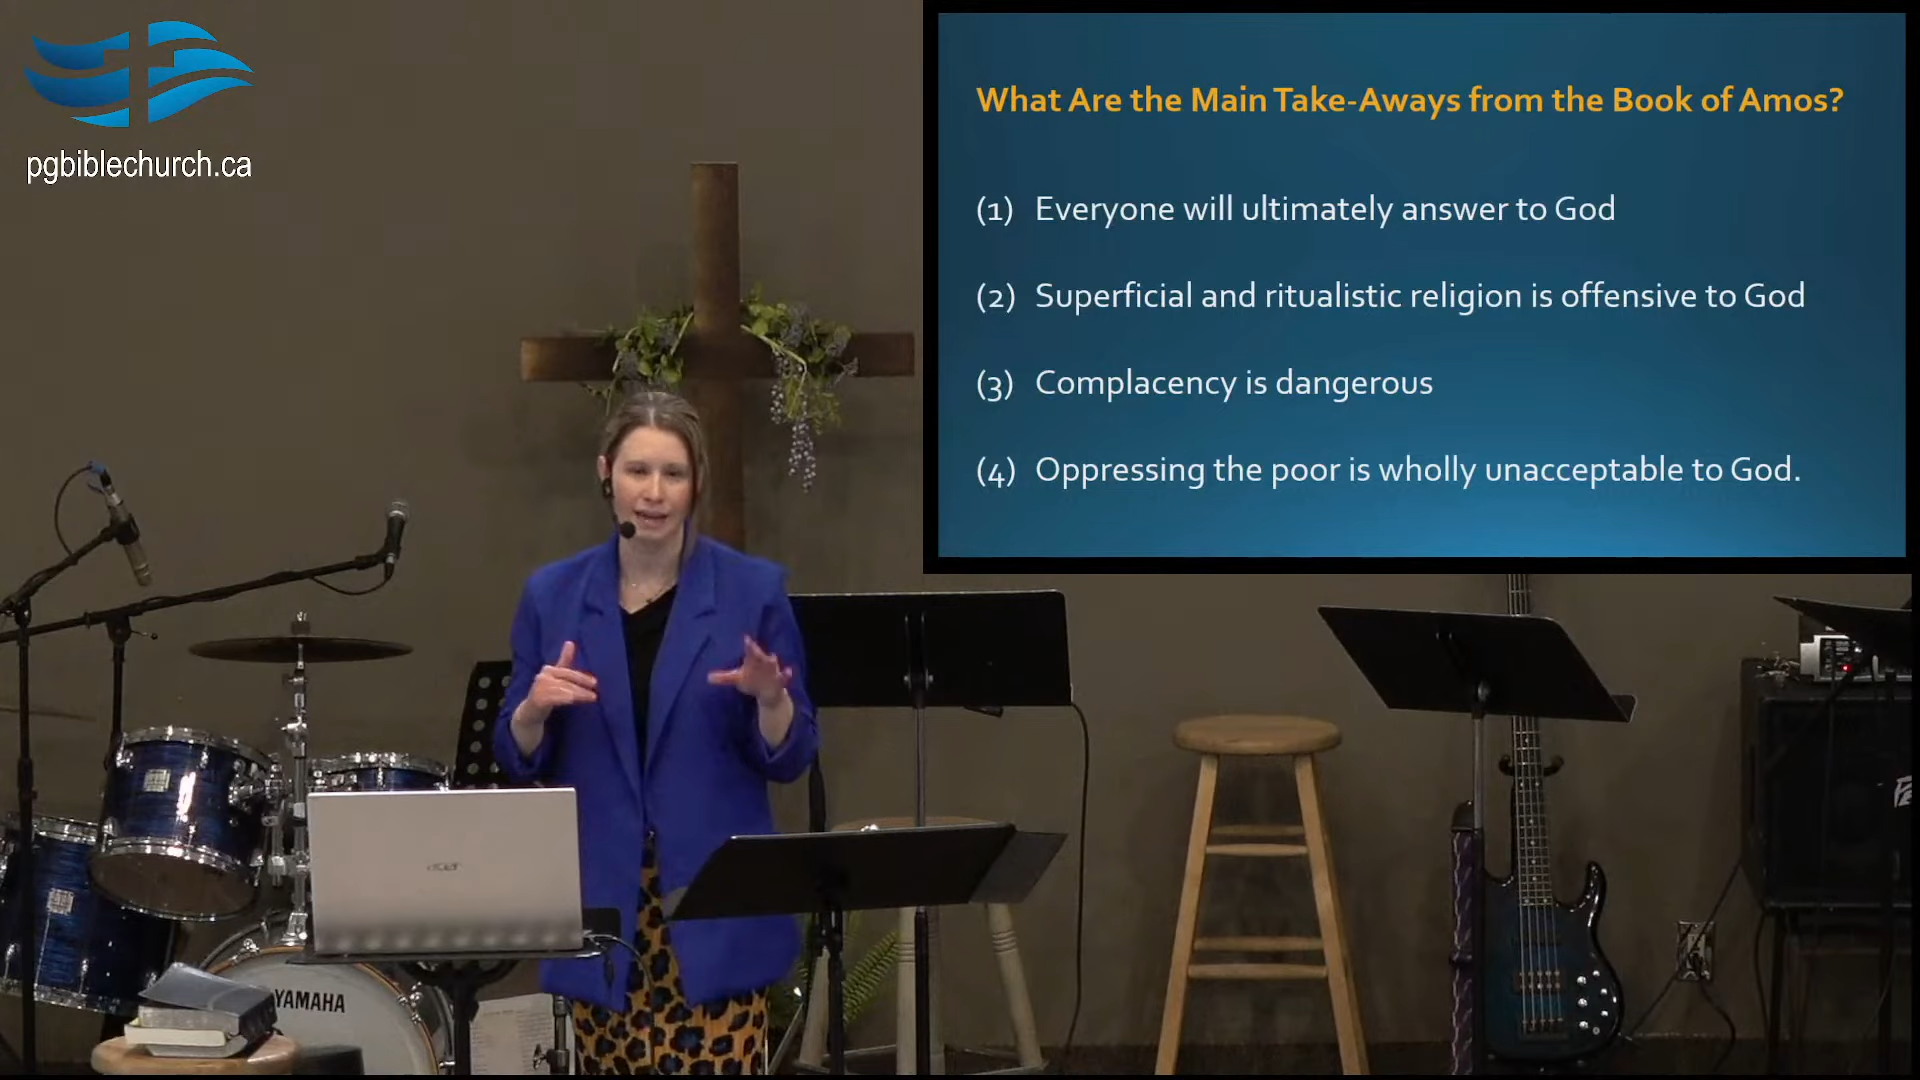 pgbiblechurch.ca
What Are the Main Take-Aways from the Book of Amos?
(1) Everyone will ultimately answer to God
(2) Superficial and ritualistic religion is offensive to God
(3) Complacency is dangerous
(4) Oppressing the poor is wholly unacceptable to God.
acer
YAMAHA